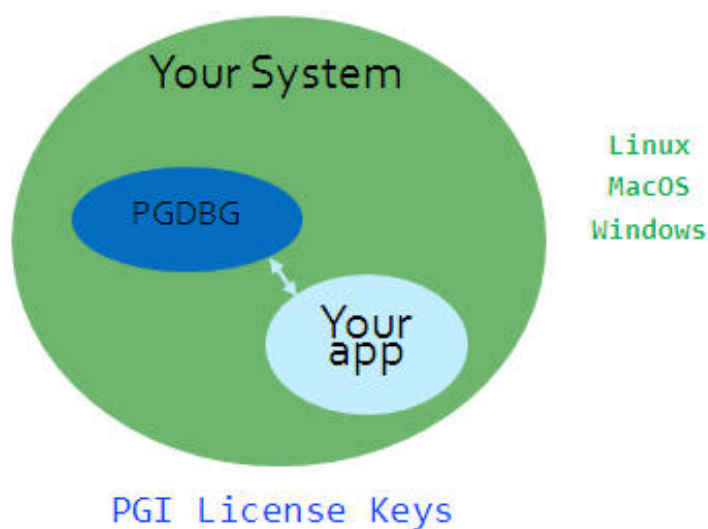 Your System
Linux
MacOS
Windows
PGDBG
Your
app
PGI License Keys